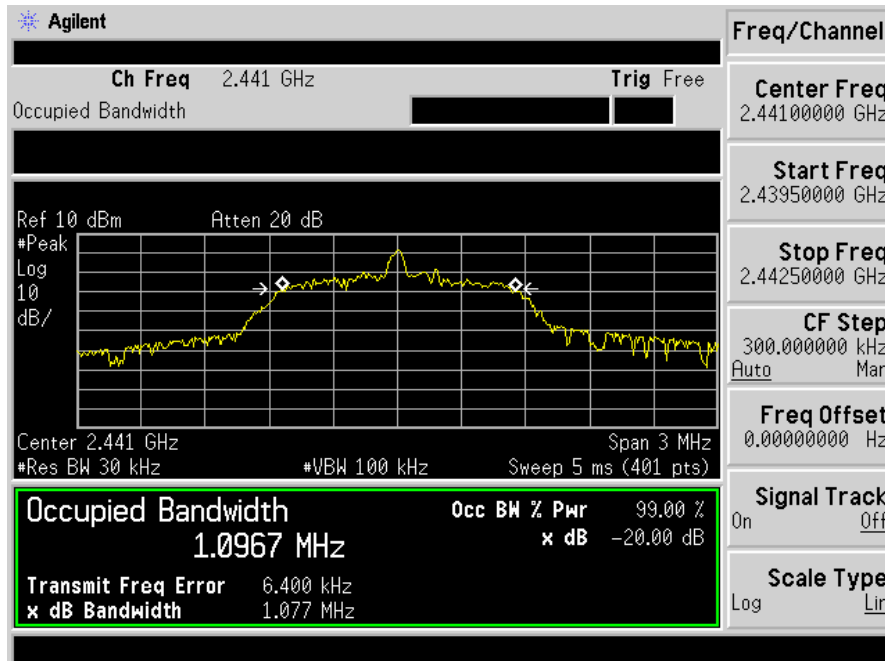 Agilent
Freq/Channel
Ch Freq 2.441 GHz Trig Free
Occupied Bandwidth
Center Freq
2.44100000 GHz
Start Freq
2.43950000 GHz
Stop Freq
2.44250000 GHz
CF Step
300.000000 kHz
Auto Man
Freq Offset
0.00000000 Hz
Signal Track
On Off
Scale Type
Log Lin
Ref 10 dBm Atten 20 dB
#Peak
Log
10
dB/
Center 2.441 GHz Span 3 MHz
#Res BW 30 kHz #VBW 100 kHz Sweep 5 ms (401 pts)
Occupied Bandwidth Occ BW % Pwr 99.00 %
1.0967 MHz x dB -20.00 dB
Transmit Freq Error 6.400 kHz
x dB Bandwidth 1.077 MHz